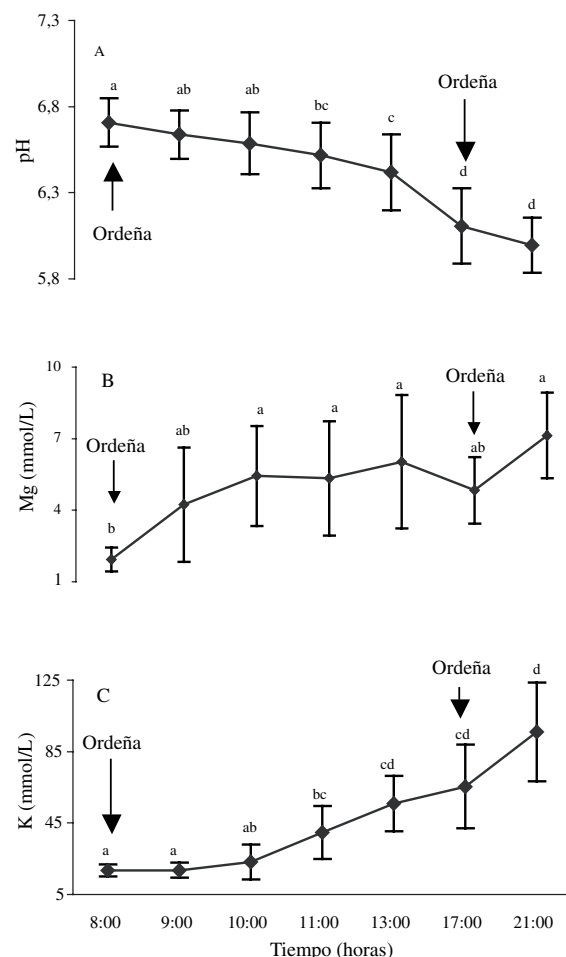 7,3
A
a
ab
ab
Ordeña
6,8
bc
c
pH
d
d
6,3
Ordeña
5,8
10
B
Ordeña
a
a
a
a
ab
ab
7
Ordeña
Mg (mmol/L)
4
b
1
Ordeña
125
C
d
Ordeña
cd
85
cd
K (mmol/L)
bc
45
ab
a
a
5
8:00 9:00 10:00 11:00 13:00 17:00 21:00
Tiempo (horas)